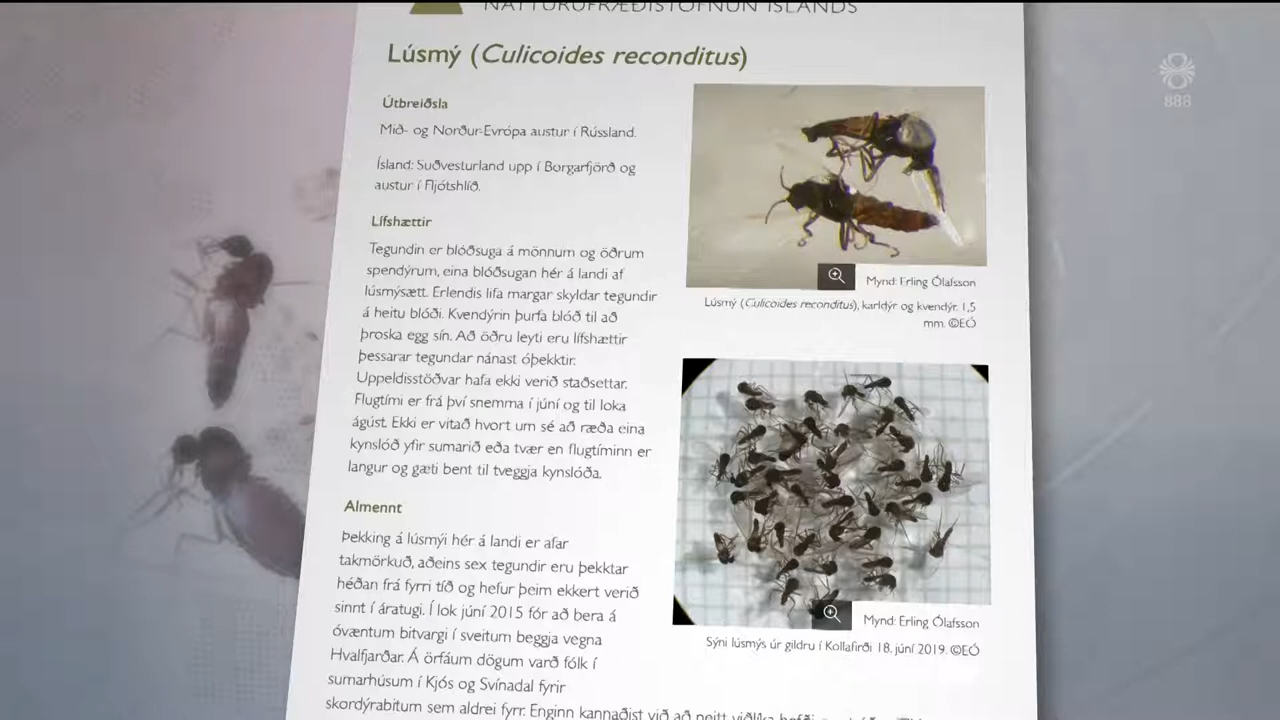 NÁTTÚRUFRÆÐISTOFNUN ÍSLANDS
Lúsmý (Culicoides reconditus)
888
Útbreiðsla
Mið- og Norður-Evrópa austur í Rússland.
Ísland: Suðvesturland upp í Borgarfjörð og
austur í Fljótshlíð.
Lífshættir
Tegundin er blóðsuga á mönnum og öðrum
spendýrum, eina blóðsugan hér á landi af
lúsmýsætt. Erlendis lifa margar skyldar tegundir
á heitu blóði. Kvendýrin þurfa blóð til að
þroska egg sín. Að öðru leyti eru lífshættir
þessarar tegundar nánast óþekktir.
Uppeldisstöðvar hafa ekki verið staðsettar.
Flugtími er frá því snemma í júní og til loka
ágúst. Ekki er vitað hvort um sé að ræða eina
kynslóð yfir sumarið eða tvær en flugtíminn er
langur og gæti bent til tveggja kynslóða.
Almennt
Þekking á lúsmýi hér á landi er afar
takmörkuð, aðeins sex tegundir eru þekktar
héðan frá fyrri tíð og hefur þeim ekkert verið
sinnt í áratugi. Í lok júní 2015 fór að bera á
óvæntum bitvargi í sveitum beggja vegna
Hvalfjarðar. Á örfáum dögum varð fólk í
sumarhúsum í Kjós og Svínadal fyrir
skordýrabitum sem aldrei fyrr. Enginn kannaðist við að neitt viðlíka hefði
Mynd: Erling Ólafsson
Lúsmý (Culicoides reconditus), karldýr og kvendýr. 1,5
mm. ©EÓ
Mynd: Erling Ólafsson
Sýni lúsmýs úr gildru í Kollafirði 18. júní 2019. ©EÓ